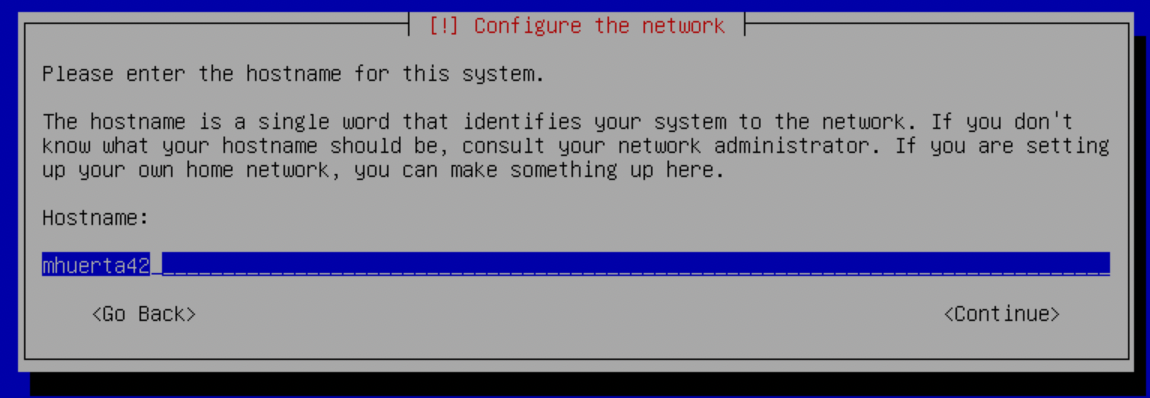 [!] Configure the network
Please enter the hostname for this system.
The hostname is a single word that identifies your system to the network. If you don't
know what your hostname should be, consult your network administrator. If you are setting
up your own home network, you can make something up here.
Hostname:
mhuerta42
<Go Back> <Continue>